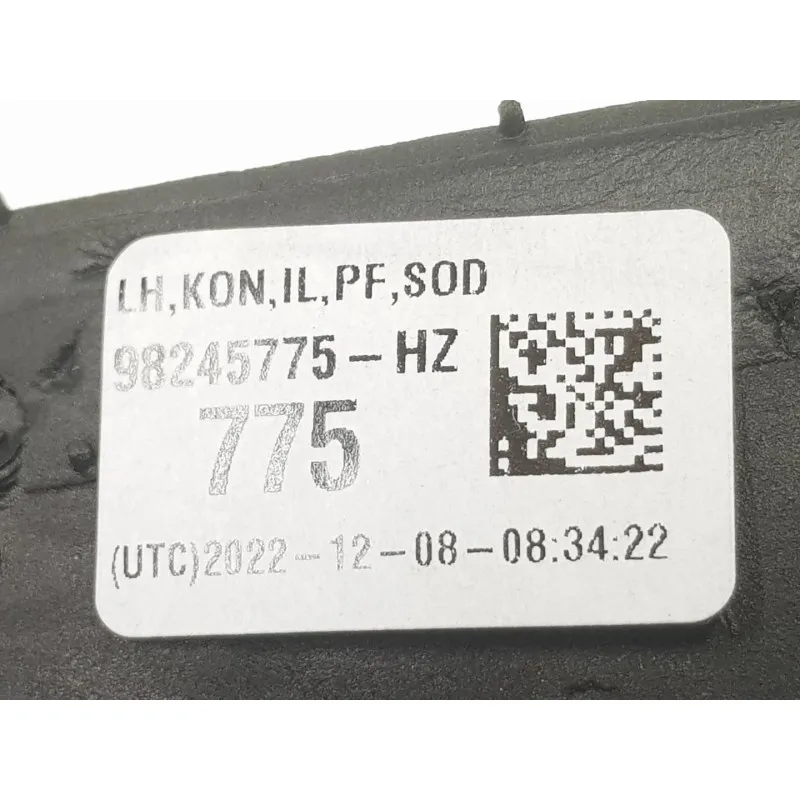 LH,KON,IL,PF,SOD
98245775-HZ
775
(UTC)2022-12-08-08:34:22